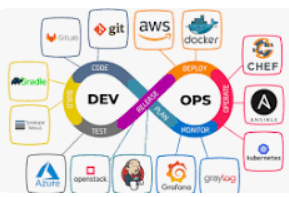 GitLab
git
aws
docker
CHEF
Gradle
CODE
DEPLOY
BUILD
DEV
RELEASE
OPS
OPERATE
ANSIBLE
TEST
PLAN
MONITOR
kubernetes
Azure
openstack
Grafana
graylog